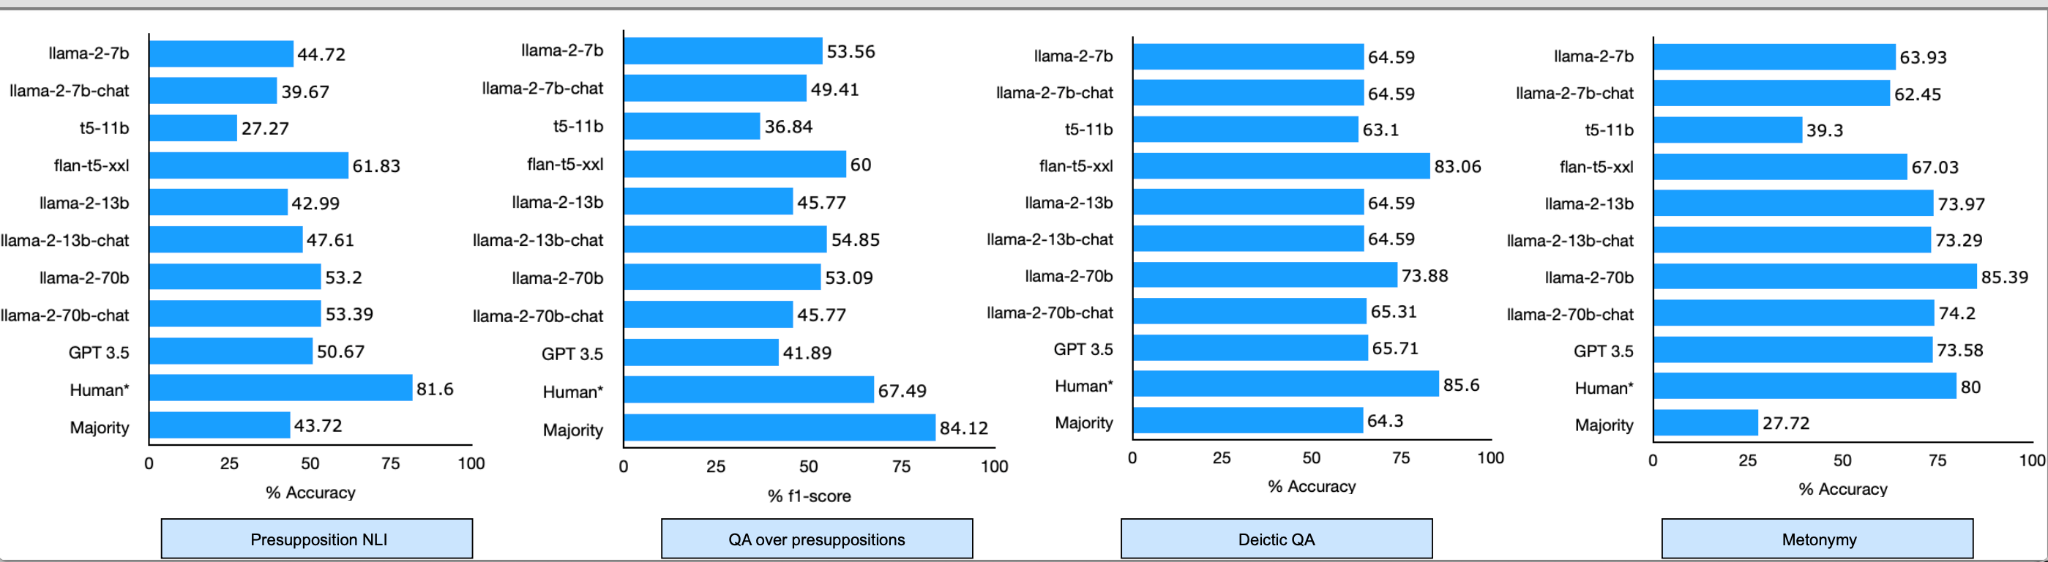 llama-2-7b 44.72
llama-2-7b-chat 39.67
t5-11b 27.27
flan-t5-xxl 61.83
llama-2-13b 42.99
llama-2-13b-chat 47.61
llama-2-70b 53.2
llama-2-70b-chat 53.39
GPT 3.5 50.67
Human* 81.6
Majority 43.72
0 25 50 75 100
% Accuracy
Presupposition NLI
llama-2-7b 53.56
llama-2-7b-chat 49.41
t5-11b 36.84
flan-t5-xxl 60
llama-2-13b 45.77
llama-2-13b-chat 54.85
llama-2-70b 53.09
llama-2-70b-chat 45.77
GPT 3.5 41.89
Human* 67.49
Majority 84.12
0 25 50 75 100
% f1-score
QA over presuppositions
llama-2-7b 64.59
llama-2-7b-chat 64.59
t5-11b 63.1
flan-t5-xxl 83.06
llama-2-13b 64.59
llama-2-13b-chat 64.59
llama-2-70b 73.88
llama-2-70b-chat 65.31
GPT 3.5 65.71
Human* 85.6
Majority 64.3
0 25 50 75 100
% Accuracy
Deictic QA
llama-2-7b 63.93
llama-2-7b-chat 62.45
t5-11b 39.3
flan-t5-xxl 67.03
llama-2-13b 73.97
llama-2-13b-chat 73.29
llama-2-70b 85.39
llama-2-70b-chat 74.2
GPT 3.5 73.58
Human* 80
Majority 27.72
0 25 50 75 100
% Accuracy
Metonymy